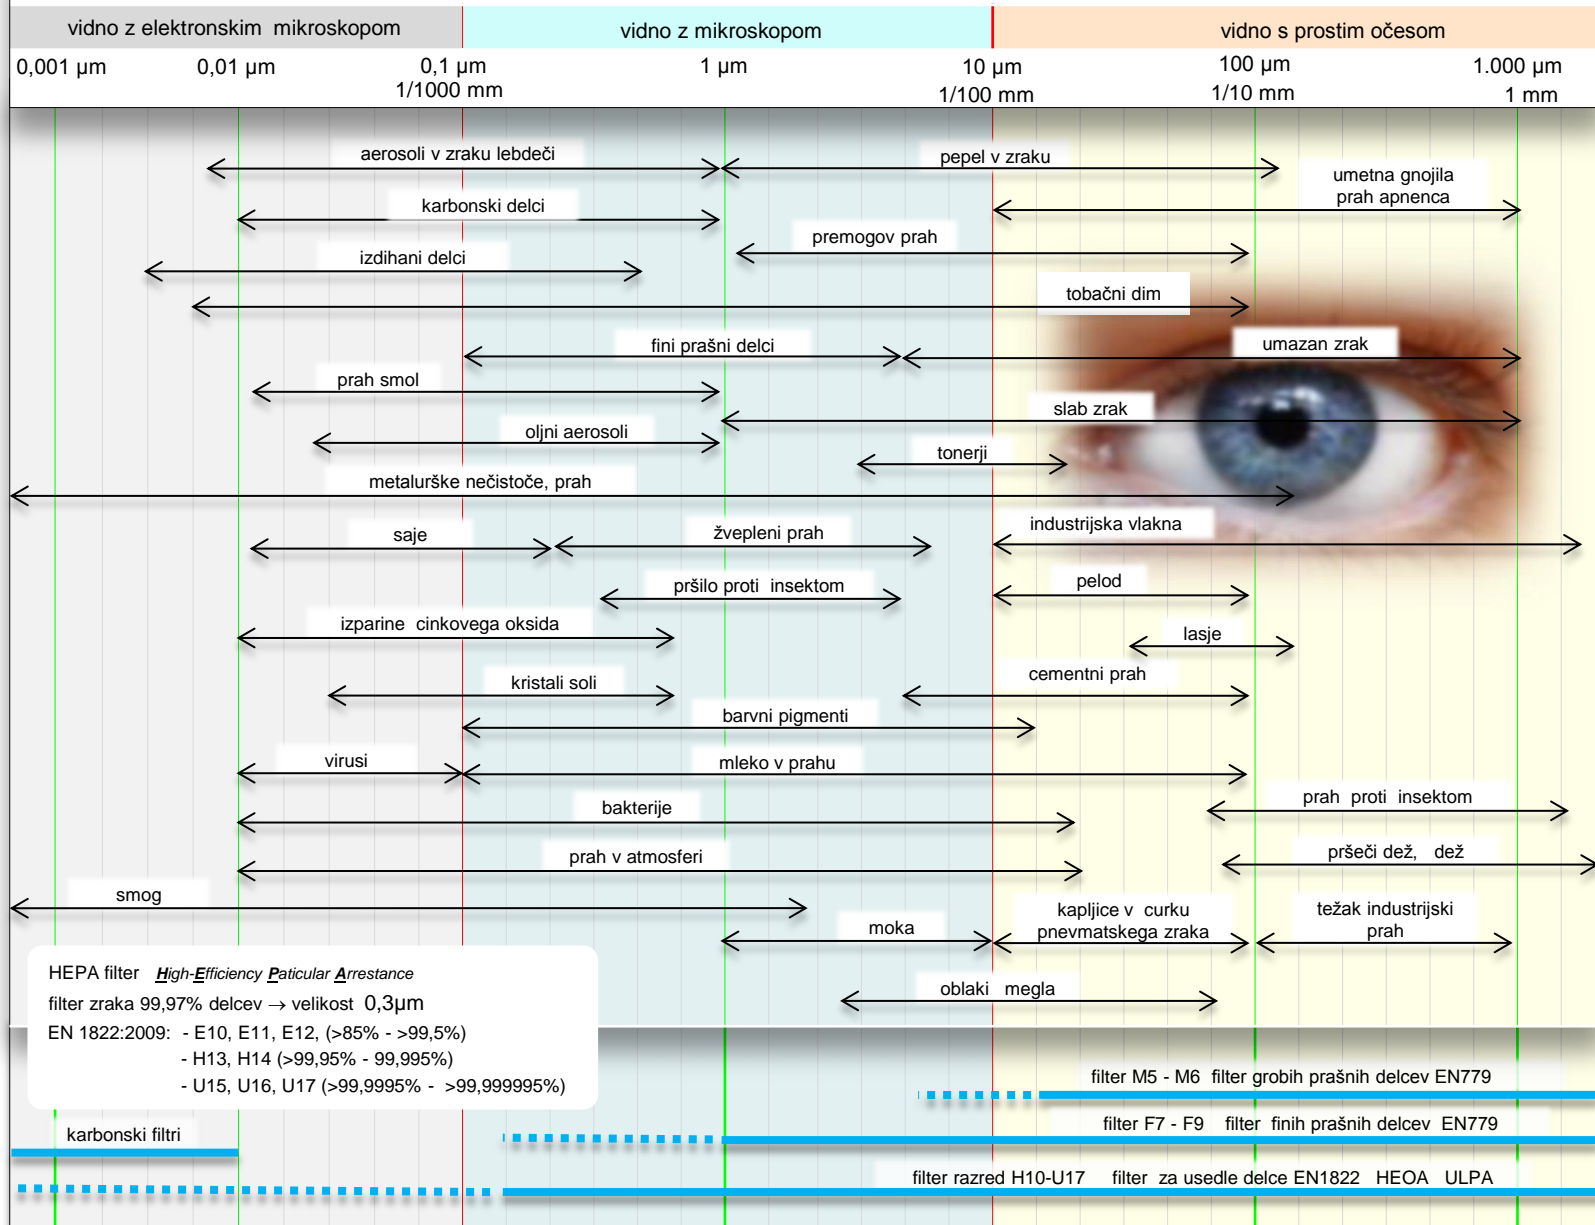 vidno z elektronskim mikroskopom
vidno z mikroskopom
vidno s prostim očesom
0,001 µm
0,01 µm
0,1 µm
1/1000 mm
1 µm
10 µm
1/100 mm
100 µm
1/10 mm
1.000 µm
1 mm
aerosoli v zraku lebdeči
pepel v zraku
umetna gnojila
prah apnenca
karbonski delci
premogov prah
izdihani delci
tobačni dim
fini prašni delci
umazan zrak
prah smol
slab zrak
oljni aerosoli
tonerji
metalurške nečistoče, prah
industrijska vlakna
saje
žvepleni prah
pršilo proti insektom
pelod
izparine cinkovega oksida
lasje
kristali soli
cementni prah
barvni pigmenti
virusi
mleko v prahu
bakterije
prah proti insektom
prah v atmosferi
pršeči dež, dež
smog
moka
kapljice v curku
pnevmatskega zraka
težak industrijski
prah
oblaki megla
HEPA filter High-Efficiency Paticular Arrestance
filter zraka 99,97% delcev → velikost 0,3µm
EN 1822:2009: - E10, E11, E12, (>85% - >99,5%)
- H13, H14 (>99,95% - 99,995%)
- U15, U16, U17 (>99,9995% - >99,999995%)
filter M5 - M6 filter grobih prašnih delcev EN779
filter F7 - F9 filter finih prašnih delcev EN779
karbonski filtri
filter razred H10-U17 filter za usedle delce EN1822 HEOA ULPA